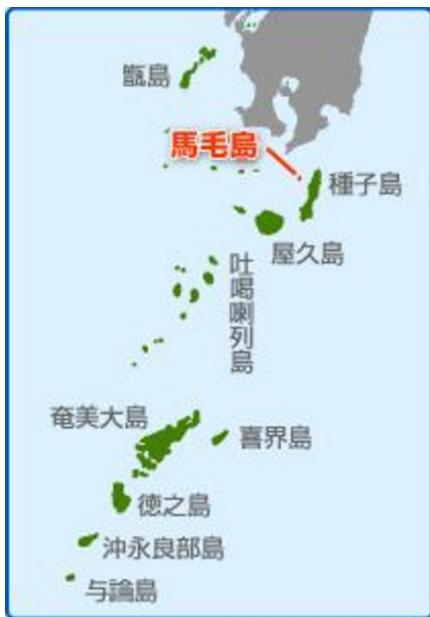 甑島
馬毛島
種子島
屋久島
吐喝喇列島
奄美大島
喜界島
徳之島
沖永良部島
与論島